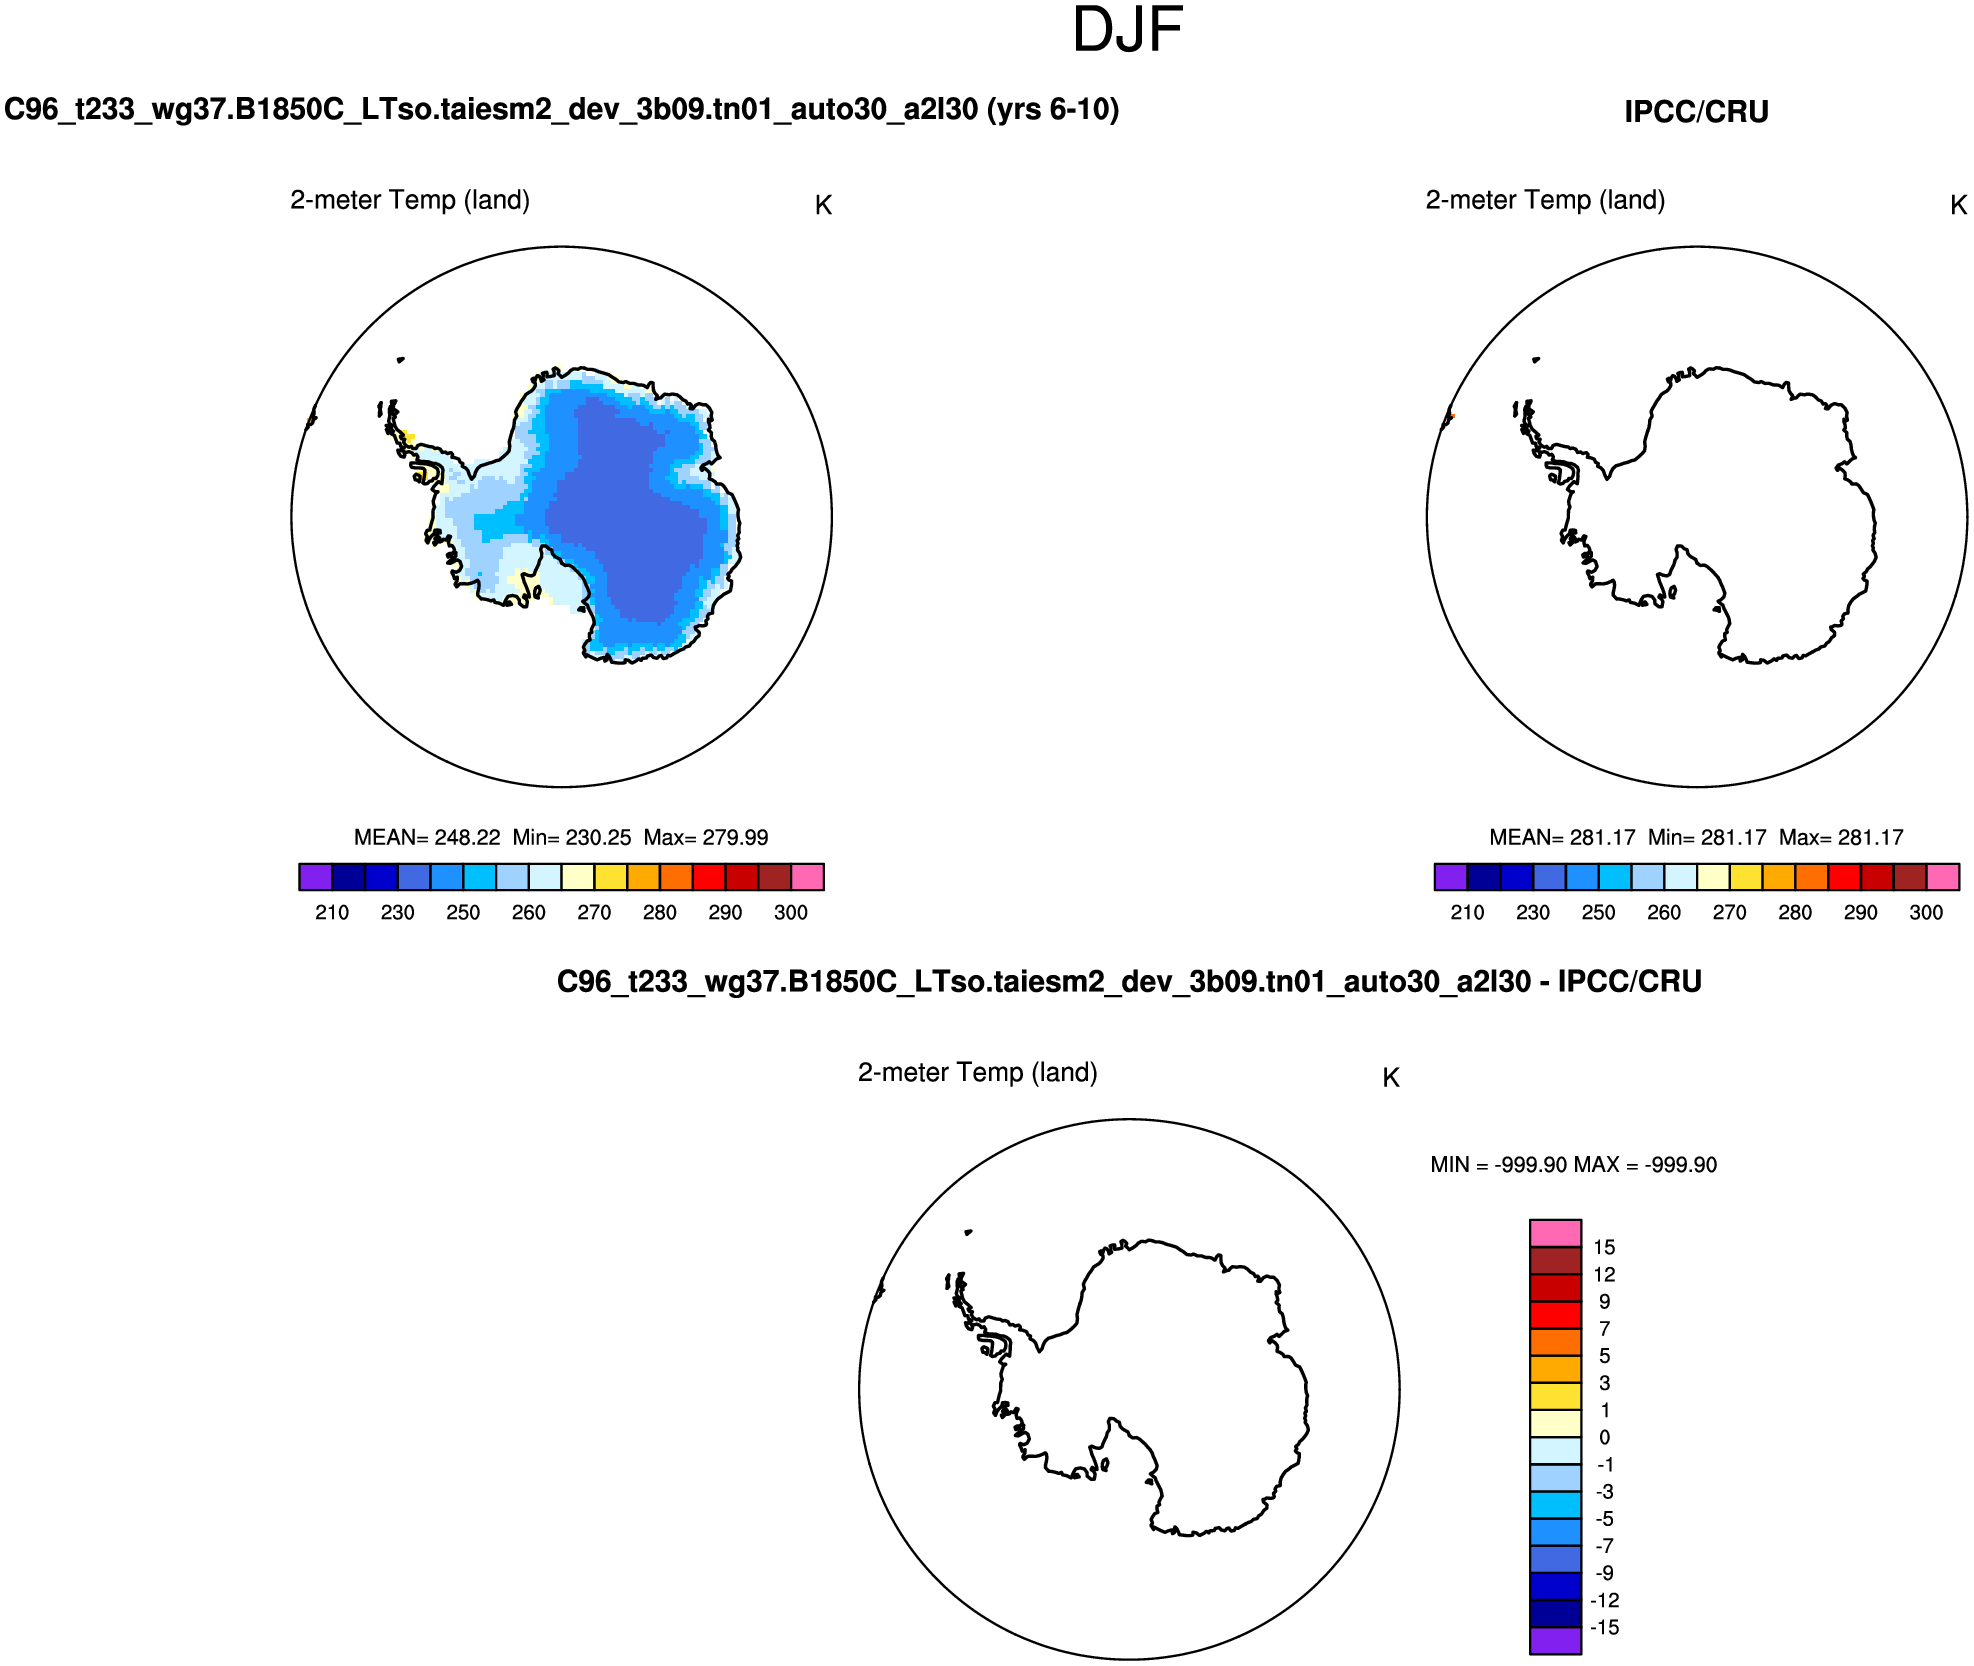 DJF
C96_t233_wg37.B1850C_LTso.taiesm2_dev_3b09.tn01_auto30_a2l30 (yrs 6-10)
IPCC/CRU
2-meter Temp (land) K
2-meter Temp (land) K
MEAN= 248.22 Min= 230.25 Max= 279.99
210 230 250 260 270 280 290 300
MEAN= 281.17 Min= 281.17 Max= 281.17
210 230 250 260 270 280 290 300
C96_t233_wg37.B1850C_LTso.taiesm2_dev_3b09.tn01_auto30_a2l30 - IPCC/CRU
2-meter Temp (land) K
MIN = -999.90 MAX = -999.90
15
12
9
7
5
3
1
0
-1
-3
-5
-7
-9
-12
-15